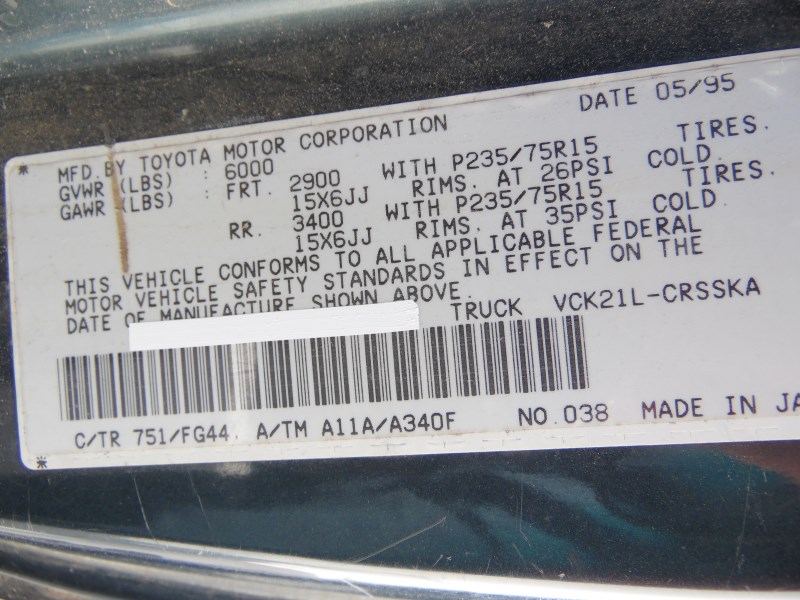 DATE 05/95
* MFD.BY TOYOTA MOTOR CORPORATION
GVWR (LBS) : 6000
GAWR (LBS) : FRT. 2900 WITH P235/75R15 TIRES.
15X6JJ RIMS. AT 26PSI COLD.
RR. 3400 WITH P235/75R15 TIRES.
15X6JJ RIMS. AT 35PSI COLD.
THIS VEHICLE CONFORMS TO ALL APPLICABLE FEDERAL
MOTOR VEHICLE SAFETY STANDARDS IN EFFECT ON THE
DATE OF MANUFACTURE SHOWN ABOVE.
TRUCK VCK21L-CRSSKA
C/TR 751/FG44. A/TM A11A/A340F NO.038 MADE IN JA
*